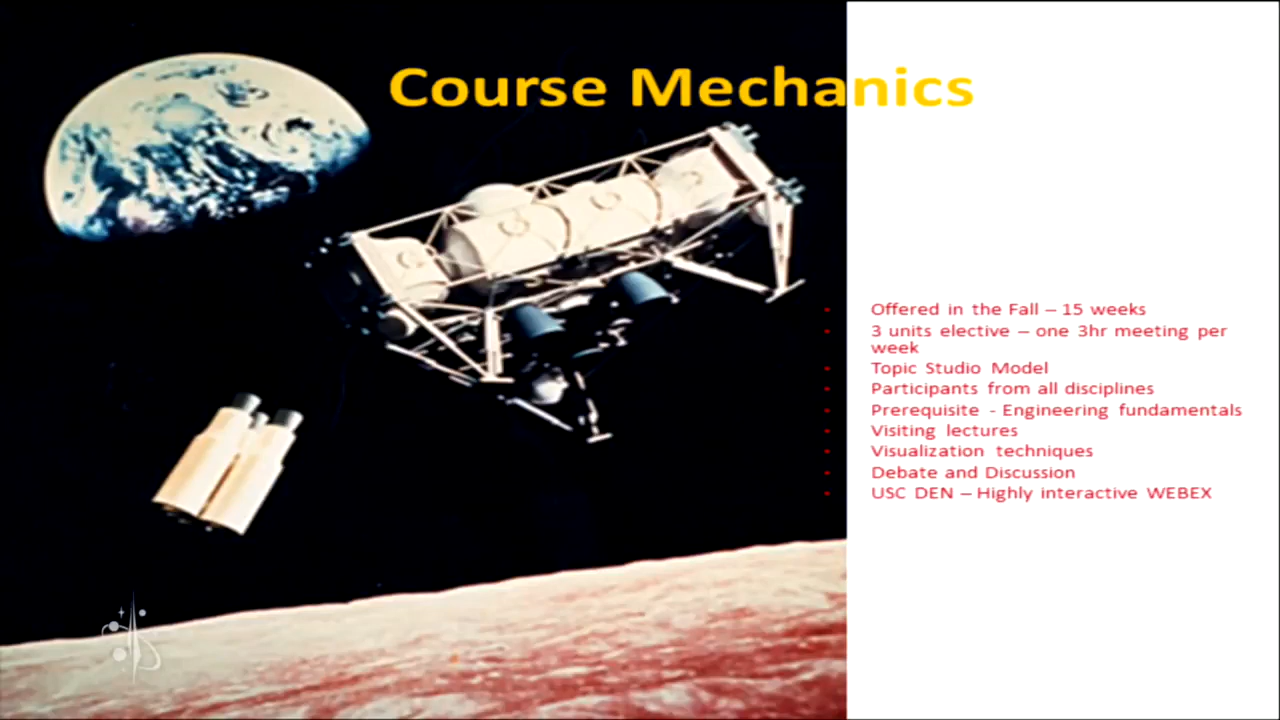 Course Mechanics
Offered in the Fall – 15 weeks
3 units elective – one 3hr meeting per
week
Topic Studio Model
Participants from all disciplines
Prerequisite - Engineering fundamentals
Visiting lectures
Visualization techniques
Debate and Discussion
USC DEN – Highly interactive WEBEX